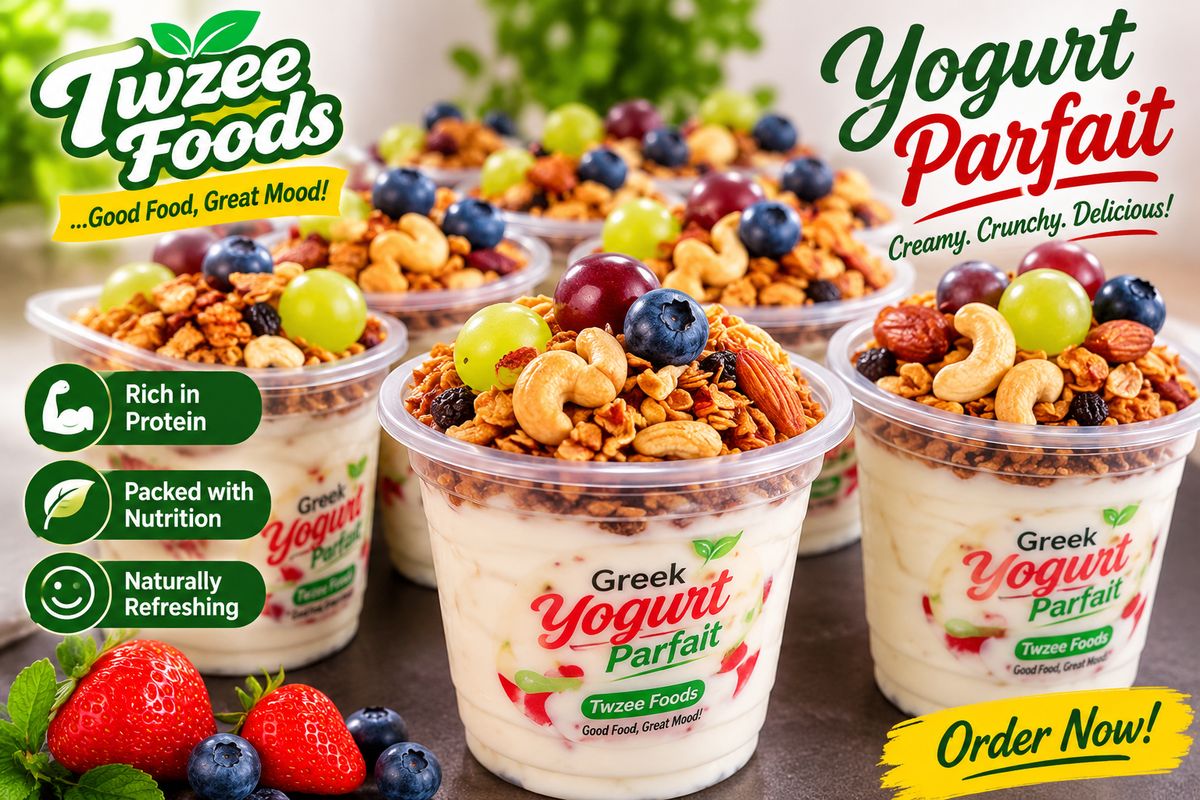 Twzee
Foods
...Good Food, Great Mood!
Yogurt
Parfait
Creamy. Crunchy. Delicious!
Rich in
Protein
Packed with
Nutrition
Naturally
Refreshing
Greek
Yogurt
Parfait
Twzee Foods
Greek
Yogurt
Parfait
Twzee Foods
Good Food, Great Mood!
Greek
Yogurt
Parfait
Twzee Foods
Good Food, Great Mood!
Order Now!